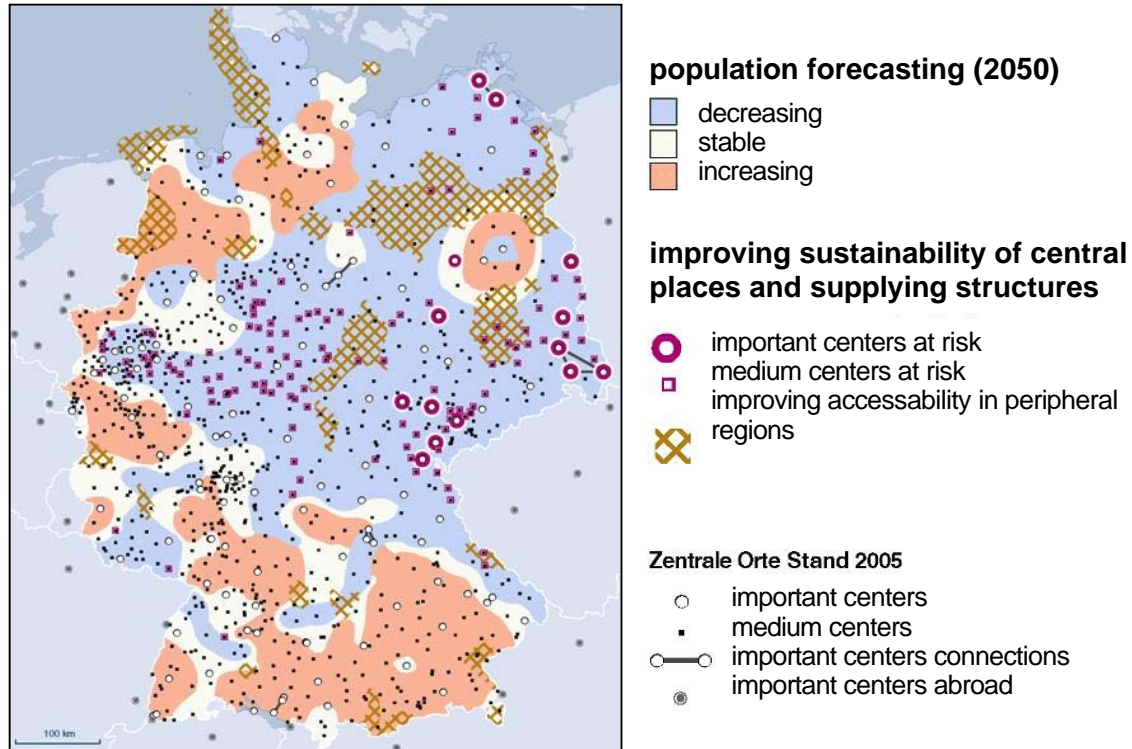 population forecasting (2050)
decreasing
stable
increasing
improving sustainability of central
places and supplying structures
important centers at risk
medium centers at risk
improving accessability in peripheral
regions
Zentrale Orte Stand 2005
important centers
medium centers
important centers connections
important centers abroad
100 km